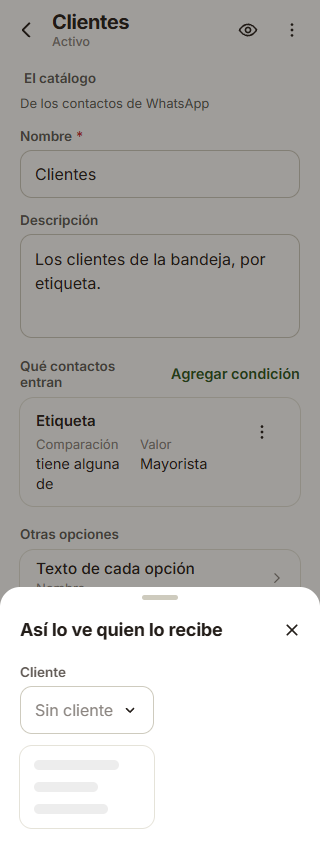 Clientes
Activo
El catálogo
De los contactos de WhatsApp
Nombre *
Clientes
Descripción
Los clientes de la bandeja, por
etiqueta.
Qué contactos
entran
Agregar condición
Etiqueta
Comparación
Valor
tiene alguna
de
Mayorista
Otras opciones
Texto de cada opción
Nombre
Así lo ve quien lo recibe
Cliente
Sin cliente